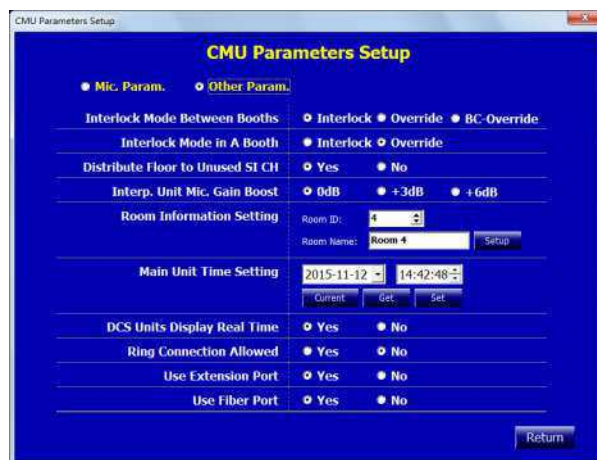 CMU Parameters Setup
CMU Parameters Setup
Mic. Param. Other Param.
Interlock Mode Between Booths Interlock Override BC-Override
Interlock Mode in A Booth Interlock Override
Distribute Floor to Unused SI CH Yes No
Interp. Unit Mic. Gain Boost 0dB +3dB +6dB
Room Information Setting Room ID: 4
Room Name: Room 4 Setup
Main Unit Time Setting 2015-11-12 14:42:48
Current Get Set
DCS Units Display Real Time Yes No
Ring Connection Allowed Yes No
Use Extension Port Yes No
Use Fiber Port Yes No
Return